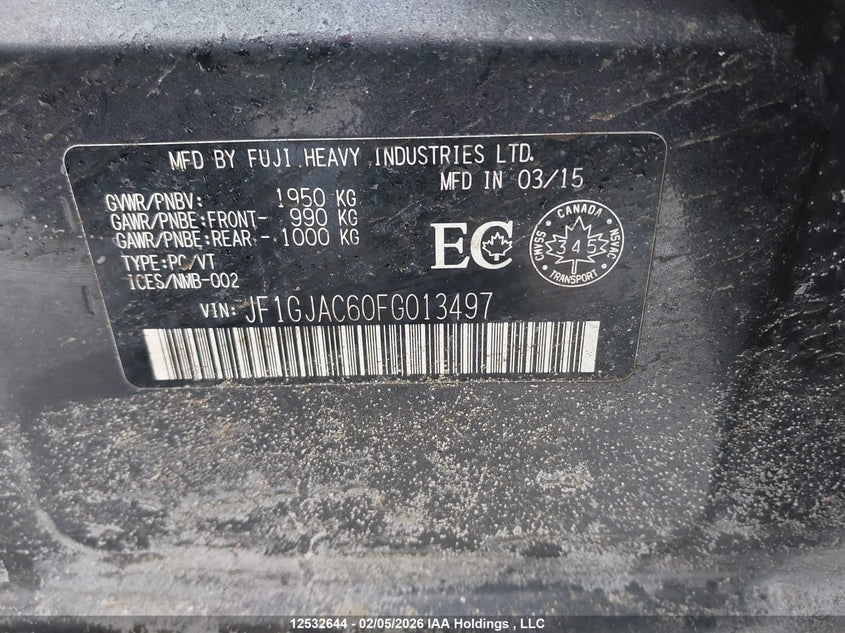 MFD BY FUJI HEAVY INDUSTRIES LTD.
MFD IN 03/15
GVWR/PNBV: 1950 KG
GAWR/PNBE:FRONT- 990 KG
GAWR/PNBE:REAR - 1000 KG
TYPE:PC/VT
ICES/NMB-002
EC
CANADA
CMVSS 345 NSVAC
TRANSPORT
VIN: JF1GJAC60FG013497
12532644 - 02/05/2026 IAA Holdings , LLC